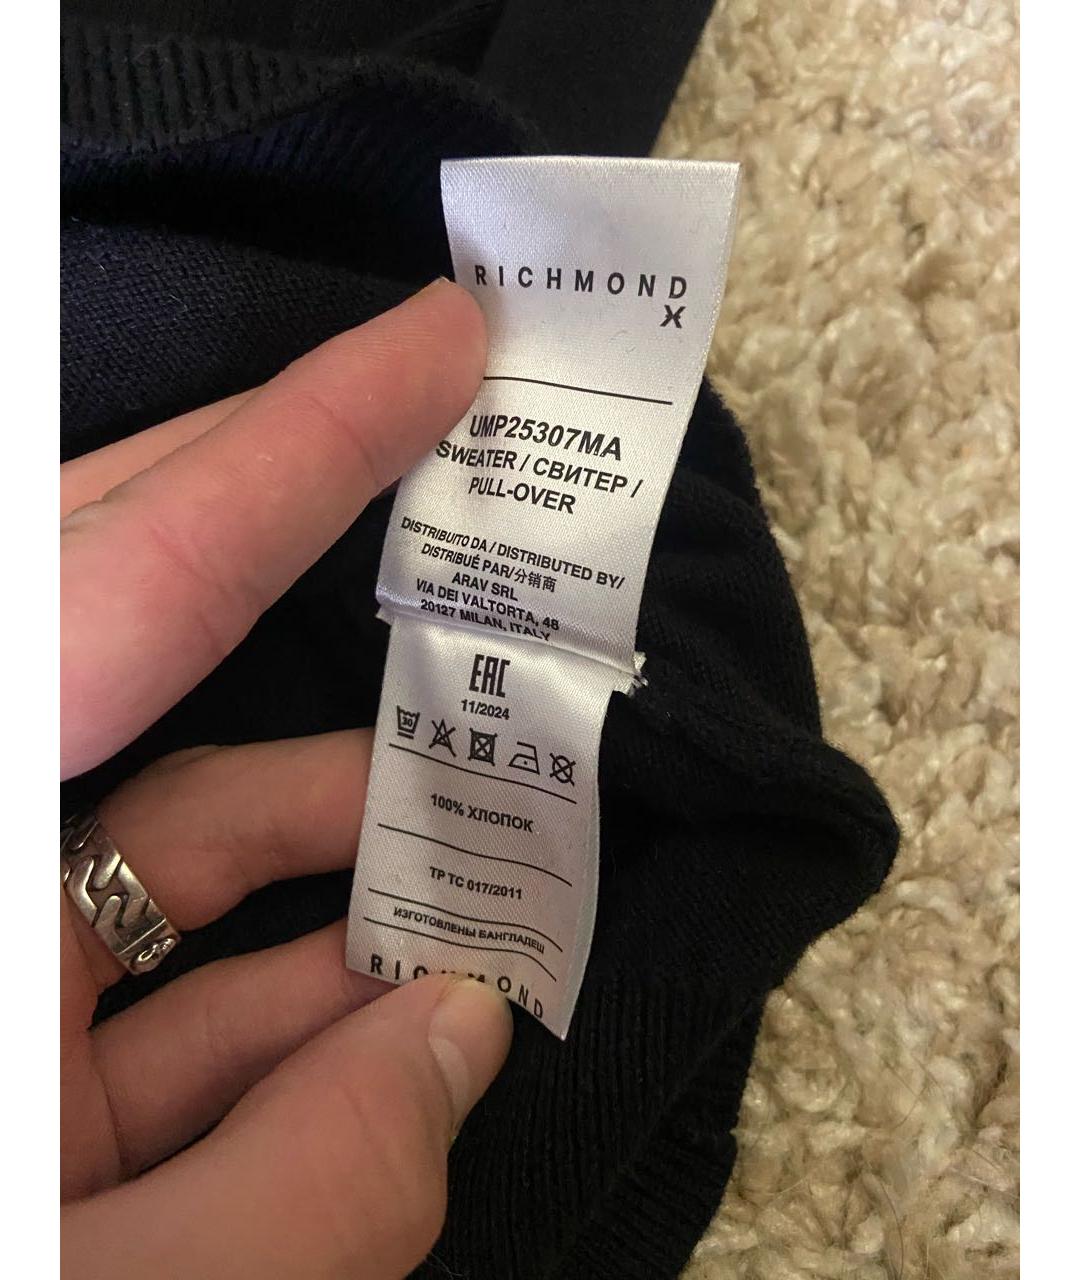 RICHMOND
X
UMP25307MA
SWEATER / СВИТЕР /
PULL-OVER
DISTRIBUITO DA / DISTRIBUTED BY/
DISTRIBUÉ PAR/分销商
ARAV SRL
VIA DEI VALTORTA, 48
20127 MILAN, ITALY
EAC
11/2024
30
100% ХЛОПОК
ТР ТС 017/2011
ИЗГОТОВЛЕНЫ БАНГЛАДЕШ
RICHMOND